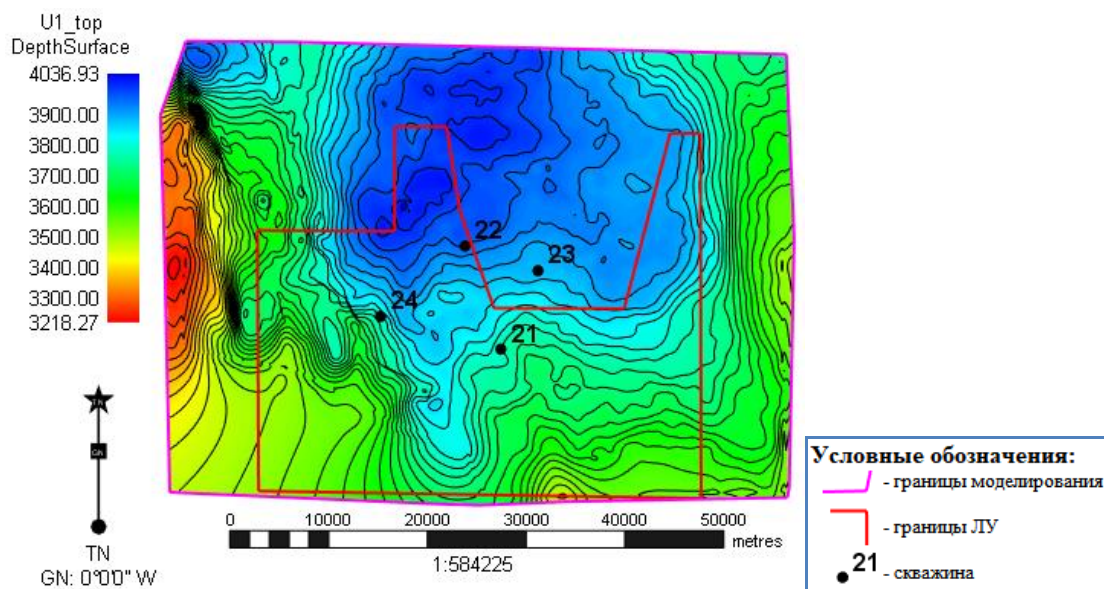 U1_top
DepthSurface
4036.93
3900.00
3800.00
3700.00
3600.00
3500.00
3400.00
3300.00
3218.27
22
23
24
21
GN
TN
GN: 0°00" W
0 10000 20000 30000 40000 50000
metres
1:584225
Условные обозначения:
- границы моделирования
- границы ЛУ
21 - скважина